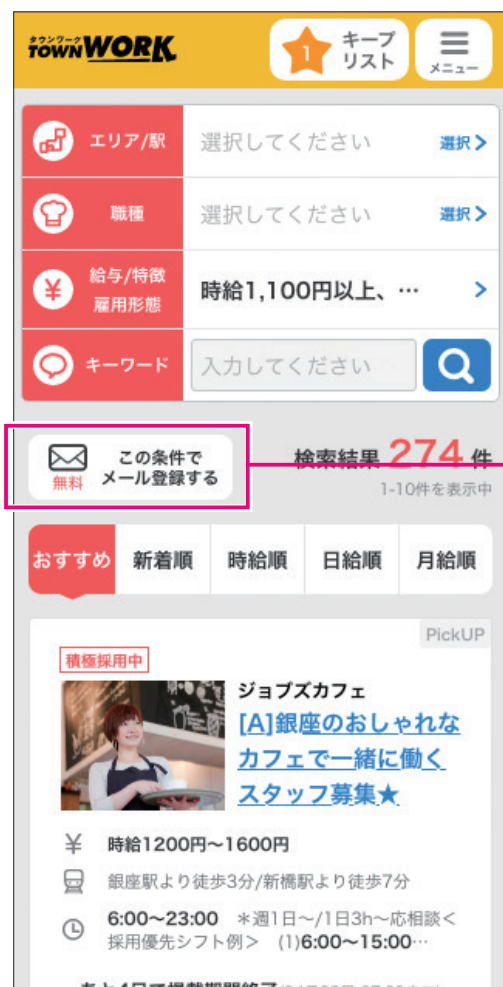 タウンワーク
TOWNWORK
1
キープ
リスト
メニュー
エリア/駅
選択してください
選択
職種
選択してください
選択
給与/特徴
雇用形態
時給1,100円以上、…
キーワード
入力してください
無料
この条件で
メール登録する
検索結果 274 件
1-10件を表示中
おすすめ
新着順
時給順
日給順
月給順
PickUP
積極採用中
ジョブズカフェ
[A]銀座のおしゃれな
カフェで一緒に働く
スタッフ募集★
¥ 時給1200円~1600円
銀座駅より徒歩3分/新橋駅より徒歩7分
6:00~23:00 ＊週1日~/1日3h~応相談<
採用優先シフト例> (1)6:00~15:00…
あと4日で掲載期間終了